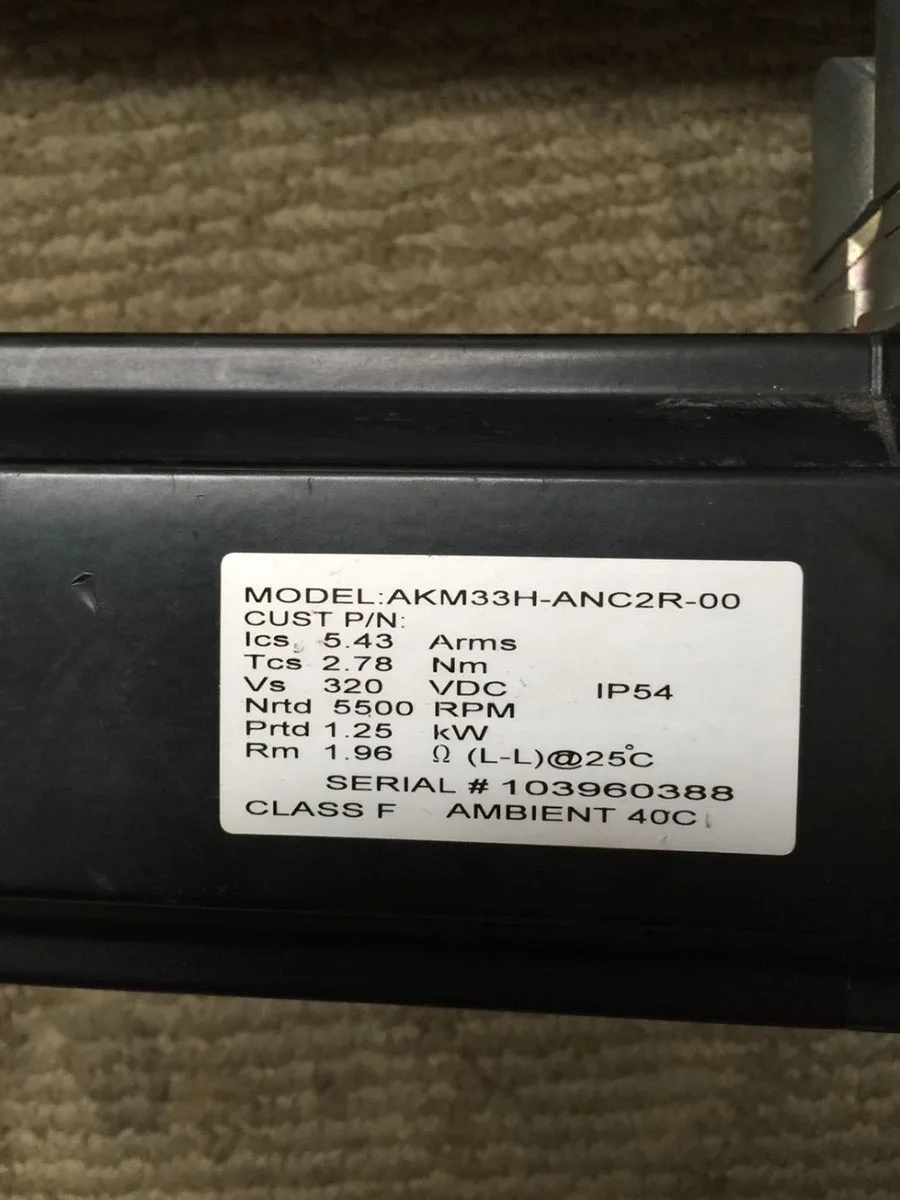 MODEL:AKM33H-ANC2R-00
CUST P/N:
Ics 5.43 Arms
Tcs 2.78 Nm
Vs 320 VDC IP54
Nrtd 5500 RPM
Prtd 1.25 kW
Rm 1.96 Ω (L-L)@25°C
SERIAL # 103960388
CLASS F AMBIENT 40C